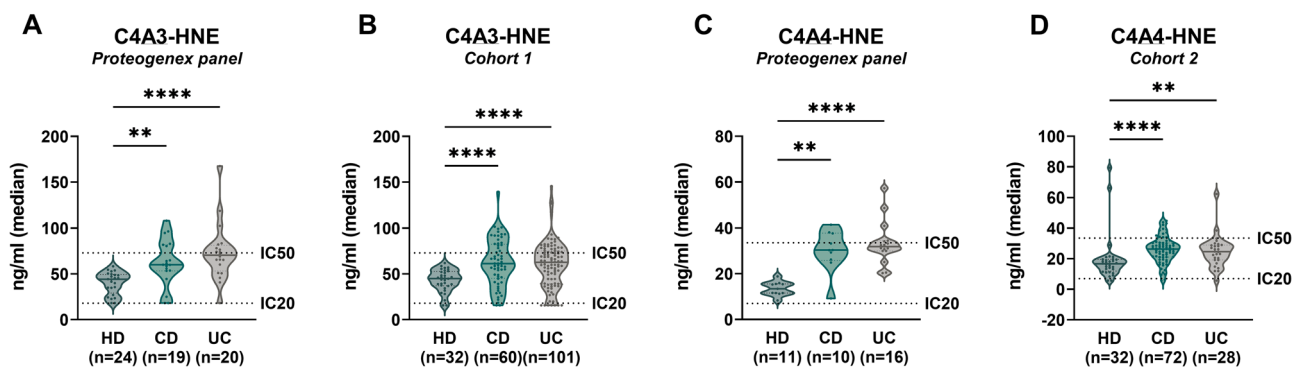 A
C4A3-HNE
Proteogenex panel
****
**
200
150
100
50
0
ng/ml (median)
IC50
IC20
HD CD UC
(n=24) (n=19) (n=20)
B
C4A3-HNE
Cohort 1
****
****
200
150
100
50
0
ng/ml (median)
IC50
IC20
HD CD UC
(n=32) (n=60)(n=101)
C
C4A4-HNE
Proteogenex panel
****
**
80
60
40
20
0
ng/ml (median)
IC50
IC20
HD CD UC
(n=11) (n=10) (n=16)
D
C4A4-HNE
Cohort 2
**
****
100
80
60
40
20
0
-20
ng/ml (median)
IC50
IC20
HD CD UC
(n=32) (n=72) (n=28)